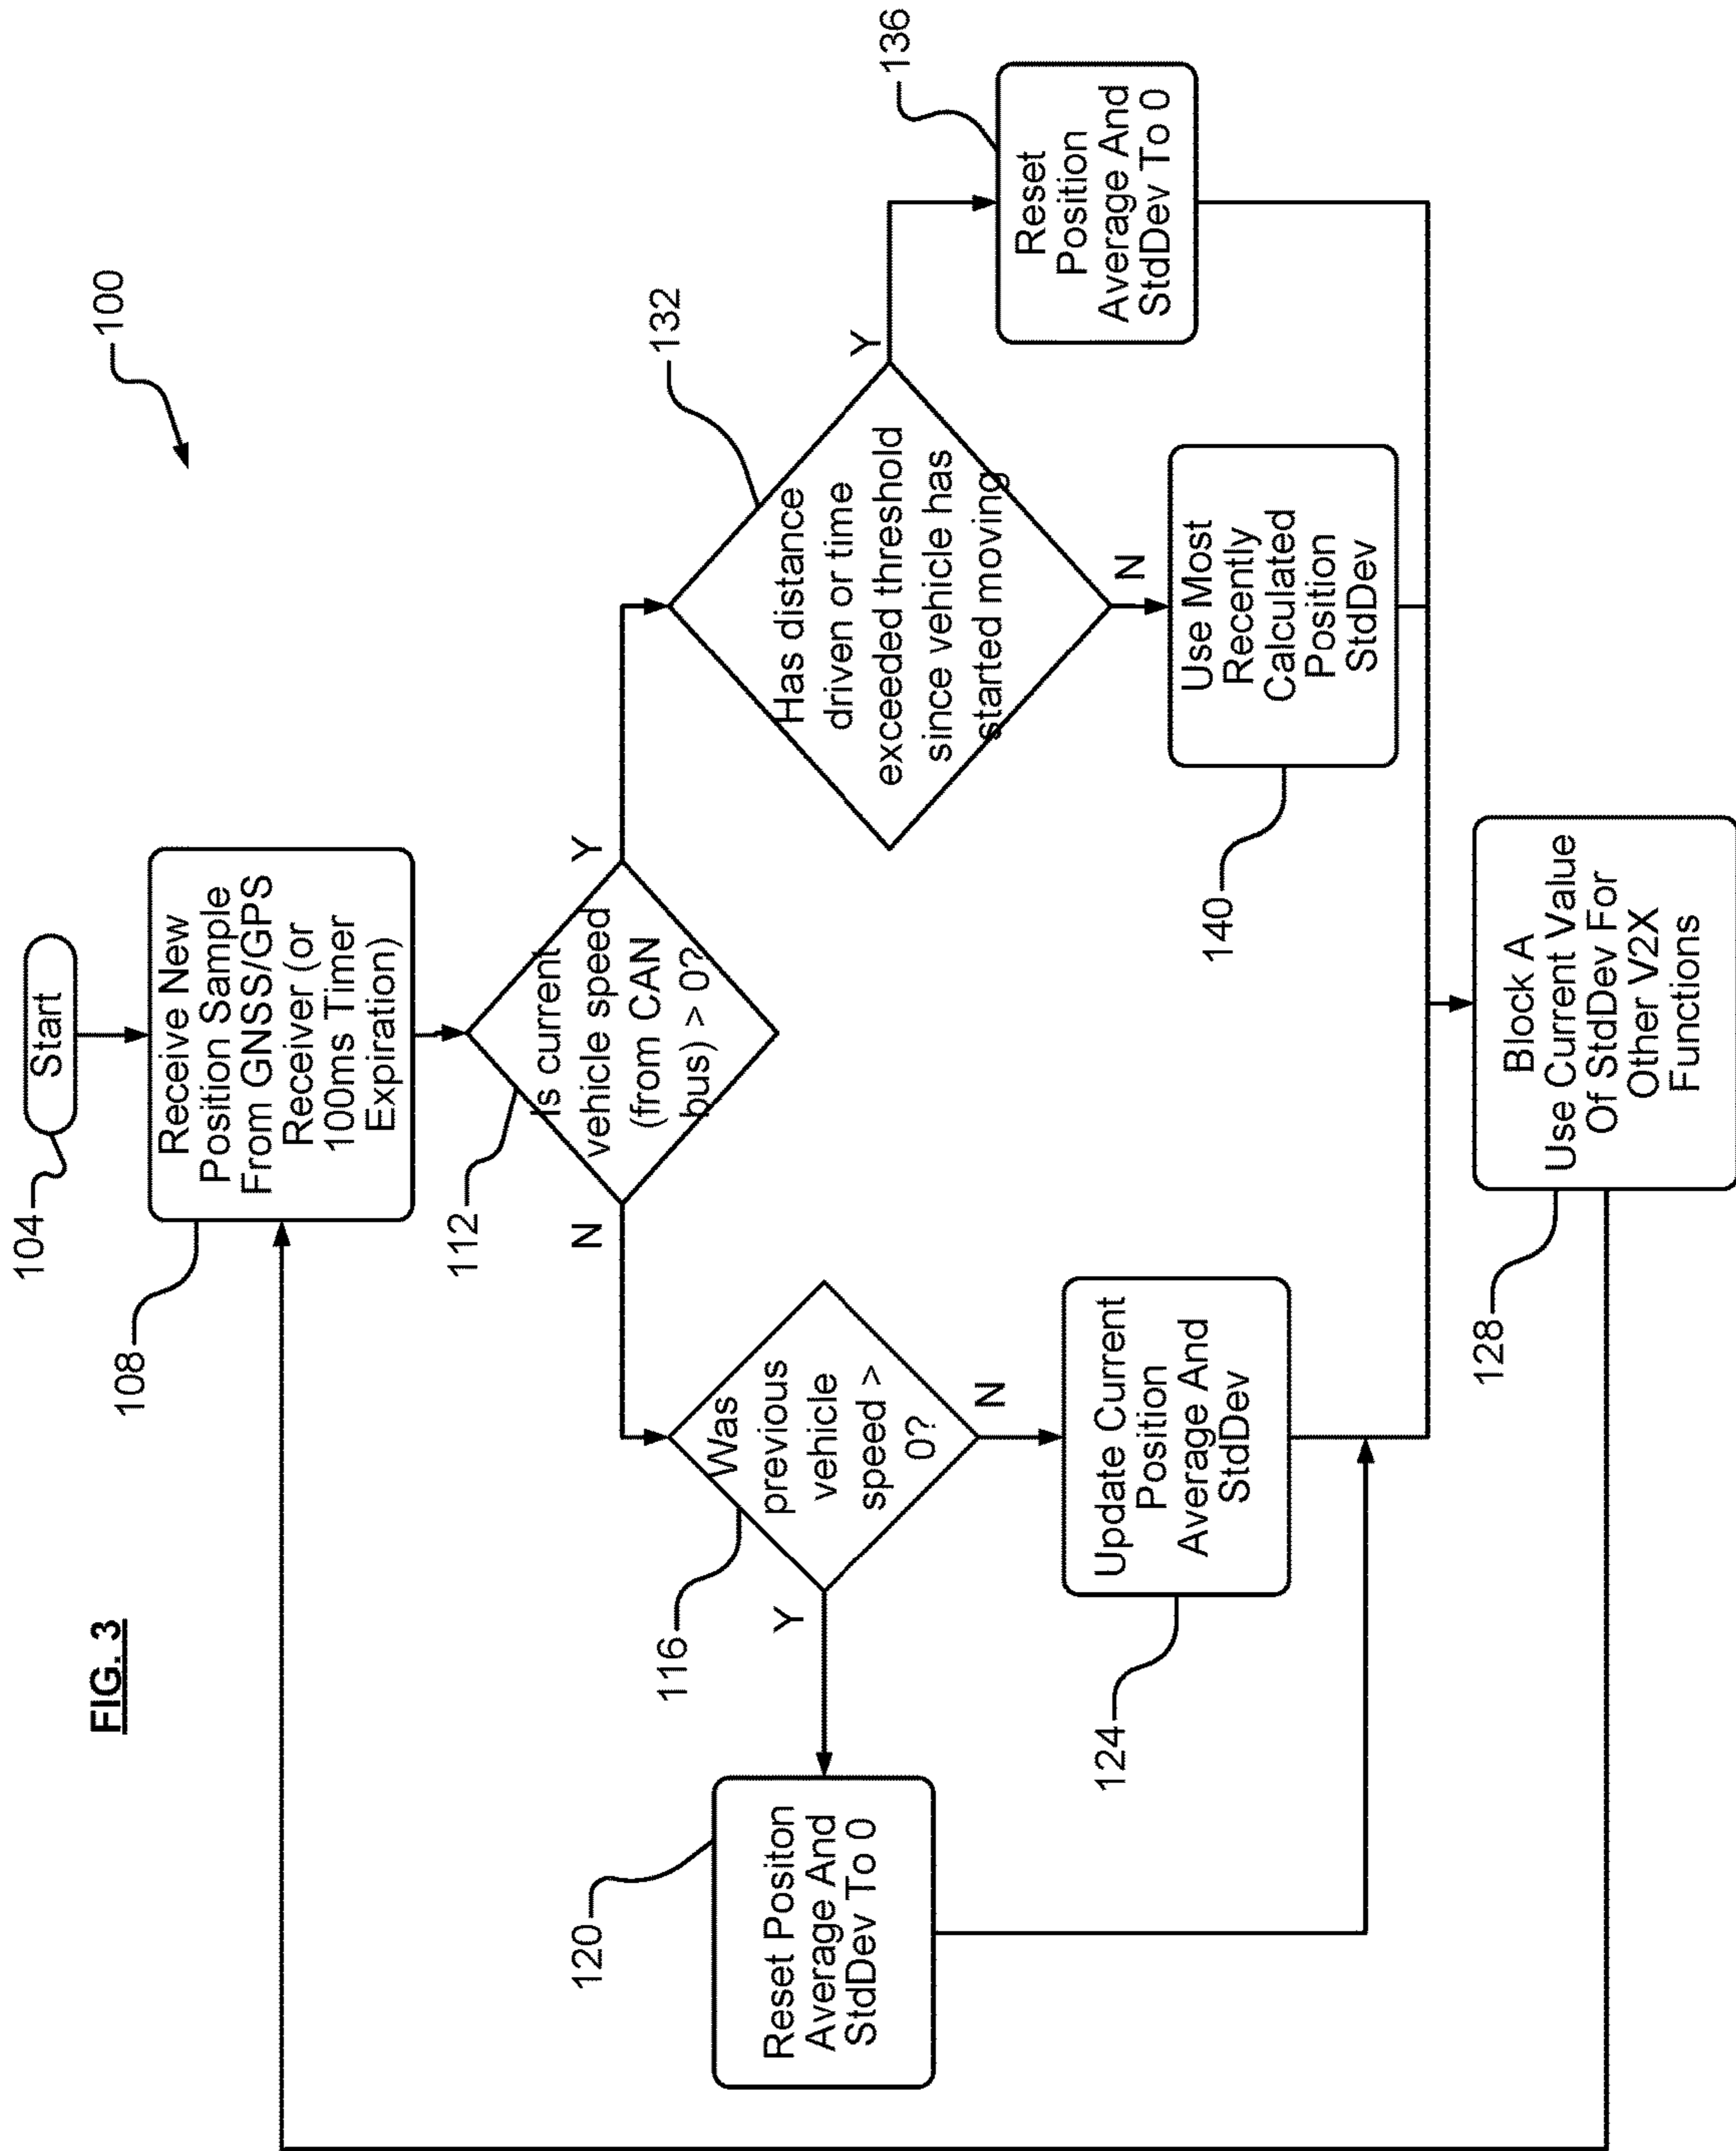 FIG. 3
100
104
Start
108
Receive New
Position Sample
From GNSS/GPS
Receiver (or
100ms Timer
Expiration)
112
Is current
vehicle speed
(from CAN
bus) > 0?
N
Y
116
Was
previous
vehicle
speed >
0?
Y
N
120
Reset Positon
Average And
StdDev To 0
124
Update Current
Position
Average And
StdDev
132
Has distance
driven or time
exceeded threshold
since vehicle has
started moving
Y
N
136
Reset
Position
Average And
StdDev To 0
140
Use Most
Recently
Calculated
Position
StdDev
128
Block A
Use Current Value
Of StdDev For
Other V2X
Functions